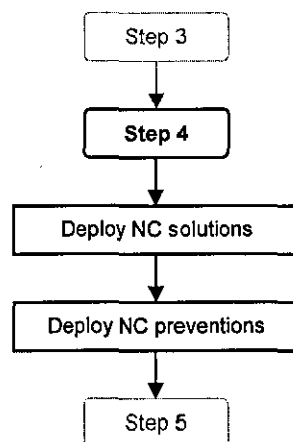 Step 3
Step 4
Deploy NC solutions
Deploy NC preventions
Step 5